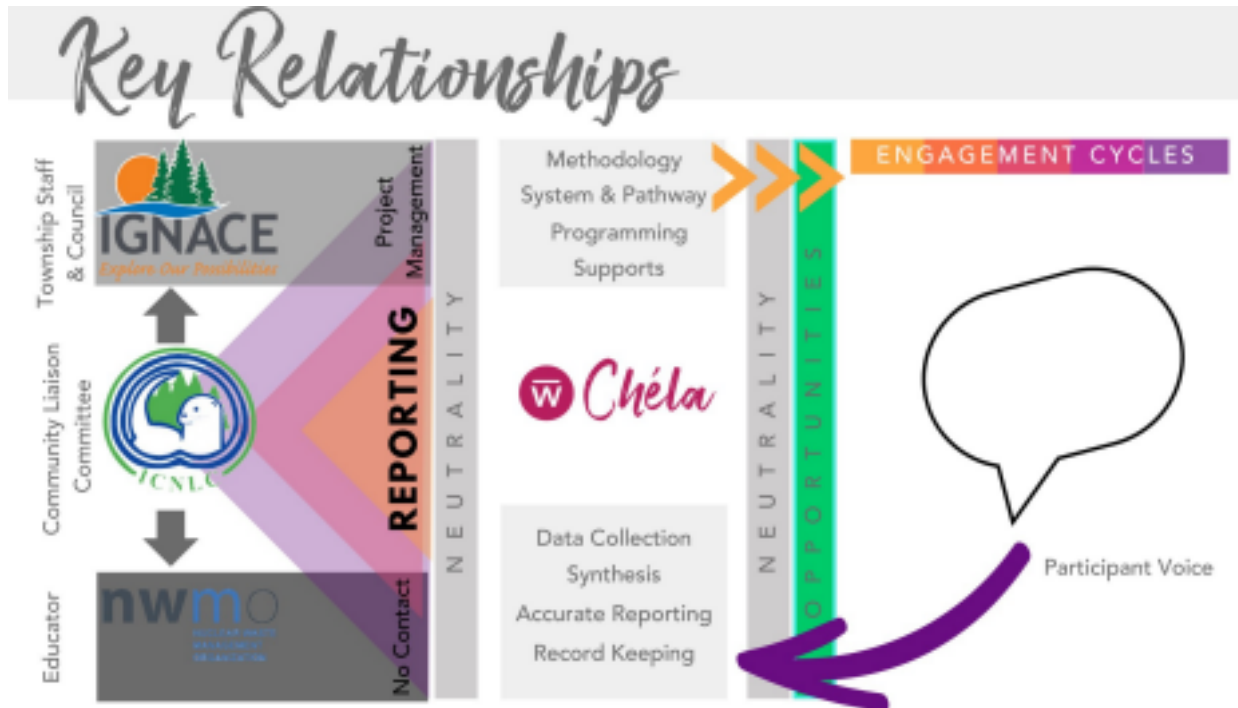 Key Relationships
Township Staff
& Council
IGNACE
Explore Our Possibilities
Project
Management
Methodology
System & Pathway
Programming
Supports
ENGAGEMENT CYCLES
Community Liaison
Committee
ICNLC
REPORTING
NEUTRALITY
w Chéla
NEUTRALITY
OPPORTUNITIES
Educator
nwmo
No Contact
Data Collection
Synthesis
Accurate Reporting
Record Keeping
Participant Voice